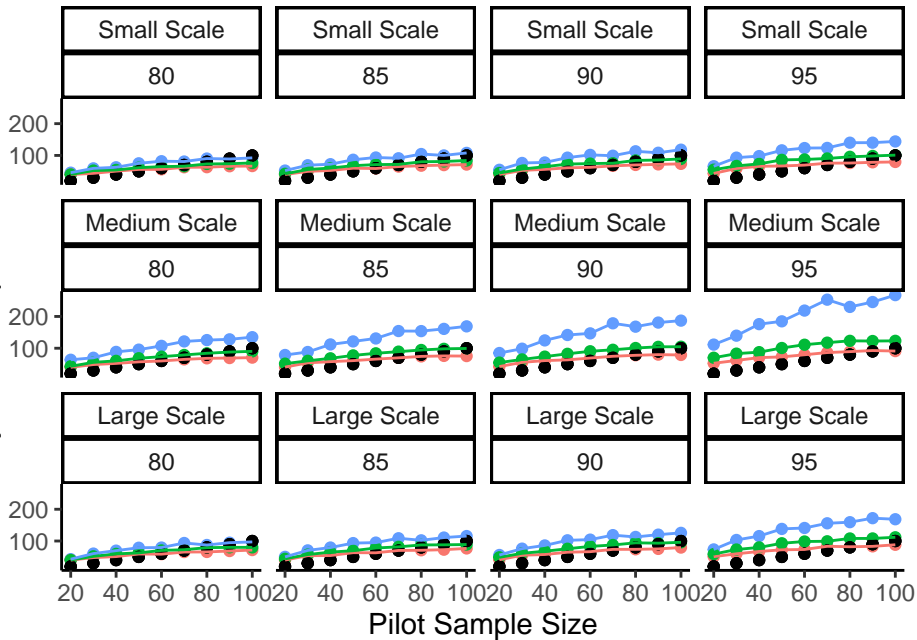 Small Scale Small Scale Small Scale Small Scale
80 85 90 95
200
100
Medium Scale Medium Scale Medium Scale Medium Scale
80 85 90 95
200
100
Large Scale Large Scale Large Scale Large Scale
80 85 90 95
200
100
20 40 60 80 100 20 40 60 80 100 20 40 60 80 100 20 40 60 80 100
Pilot Sample Size